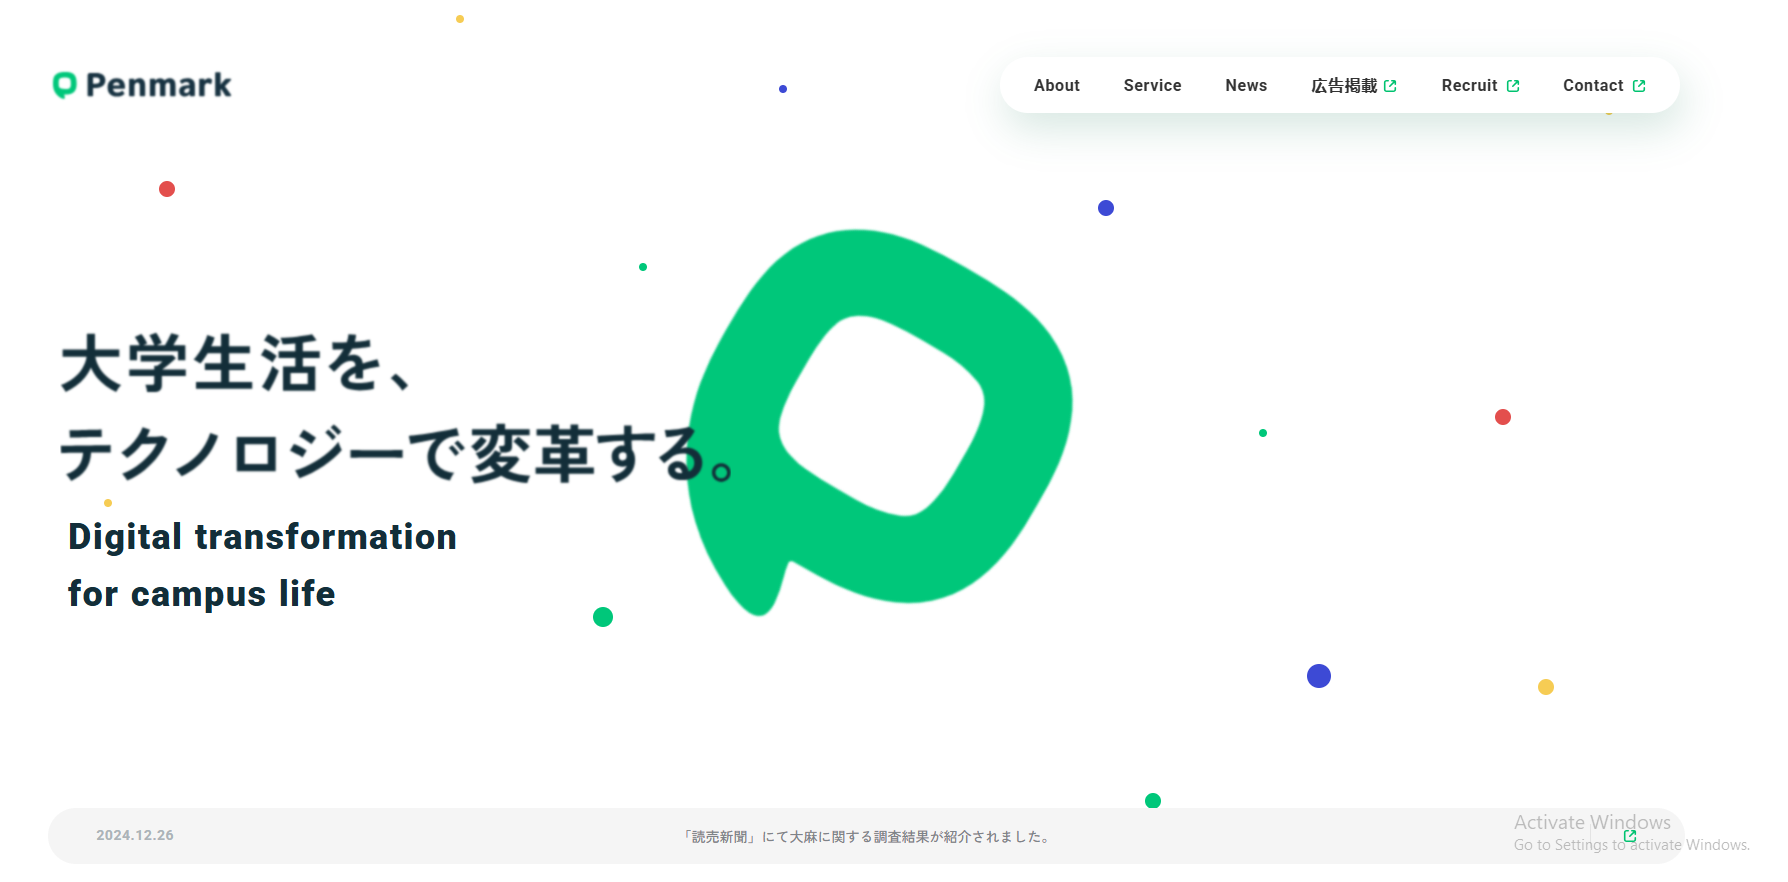 Penmark
About Service News 広告掲載 Recruit Contact
大学生活を、
テクノロジーで変革する。
Digital transformation
for campus life
2024.12.26 「読売新聞」にて大麻に関する調査結果が紹介されました。
Activate Windows
Go to Settings to activate Windows.